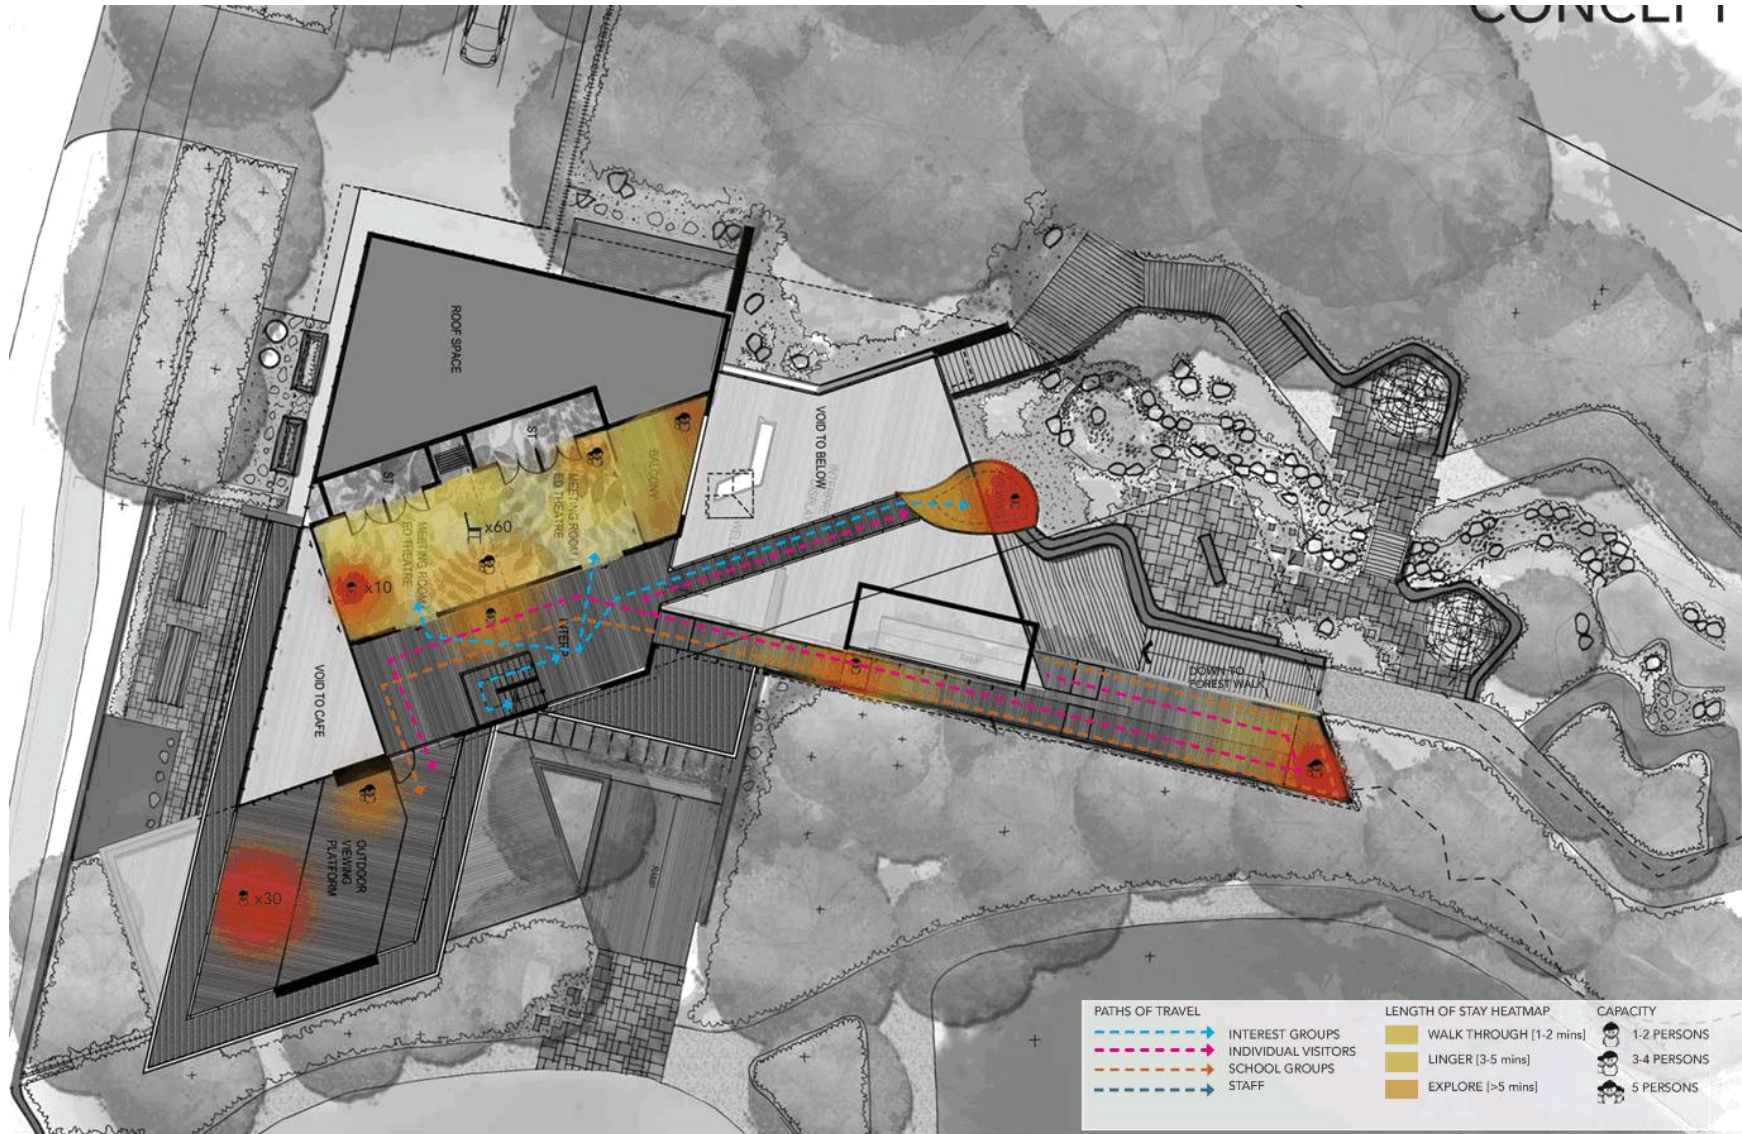 CONCEPT
ROOF SPACE
ST
ST
BALCONY
MEETING ROOM/
ED THEATRE
MEETING ROOM/
ED THEATRE
x60
x10
INTERP
VOID TO BELOW
VOID TO CAFE
OUTDOOR
VIEWING
PLATFORM
x30
RAMP
DOWN TO
FOREST WALK
PATHS OF TRAVEL
INTEREST GROUPS
INDIVIDUAL VISITORS
SCHOOL GROUPS
STAFF
LENGTH OF STAY HEATMAP
WALK THROUGH [1-2 mins]
LINGER [3-5 mins]
EXPLORE [>5 mins]
CAPACITY
1-2 PERSONS
3-4 PERSONS
5 PERSONS